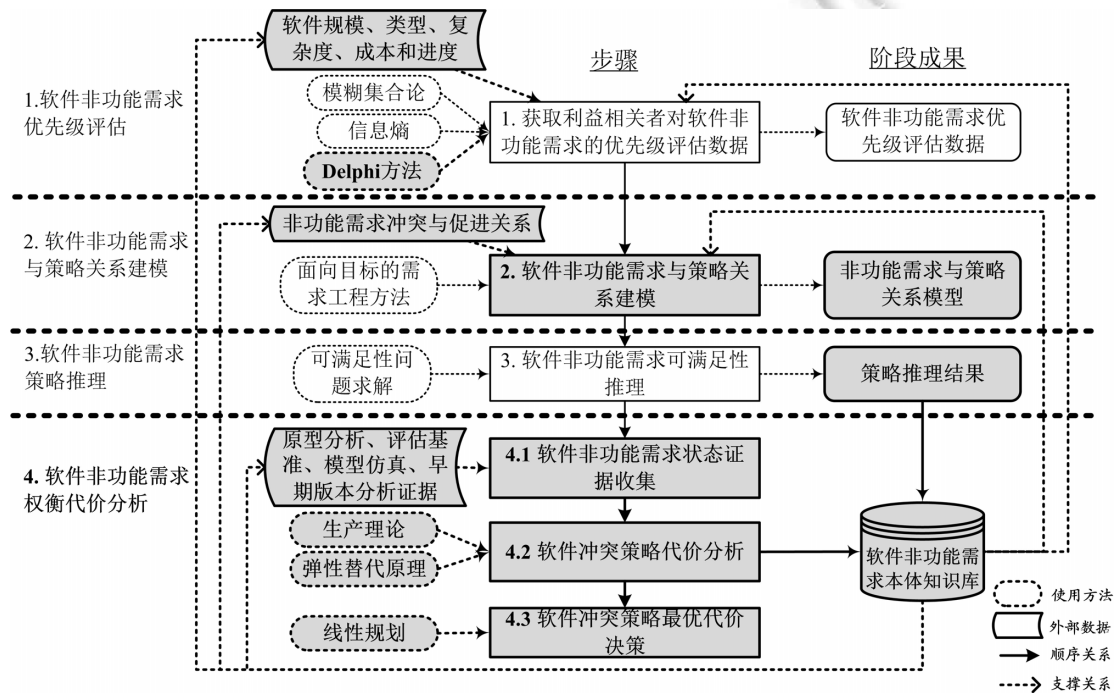 软件规模、类型、复
杂度、成本和进度
步骤
阶段成果
1.软件非功能需求
优先级评估
模糊集合论
信息熵
Delphi方法
1. 获取利益相关者对软件非
功能需求的优先级评估数据
软件非功能需求优
先级评估数据
2. 软件非功能需求
与策略关系建模
非功能需求冲突与促进关系
面向目标的需
求工程方法
2. 软件非功能需求与策略关
系建模
非功能需求与策略
关系模型
3.软件非功能需求
策略推理
可满足性问
题求解
3. 软件非功能需求可满足性
推理
策略推理结果
4. 软件非功能需求
权衡代价分析
原型分析、评估基
准、模型仿真、早
期版本分析证据
4.1 软件非功能需求状态证
据收集
生产理论
弹性替代原理
4.2 软件冲突策略代价分析
软件非功能需
求本体知识库
线性规划
4.3 软件冲突策略最优代价
决策
使用方法
外部数据
顺序关系
支撑关系